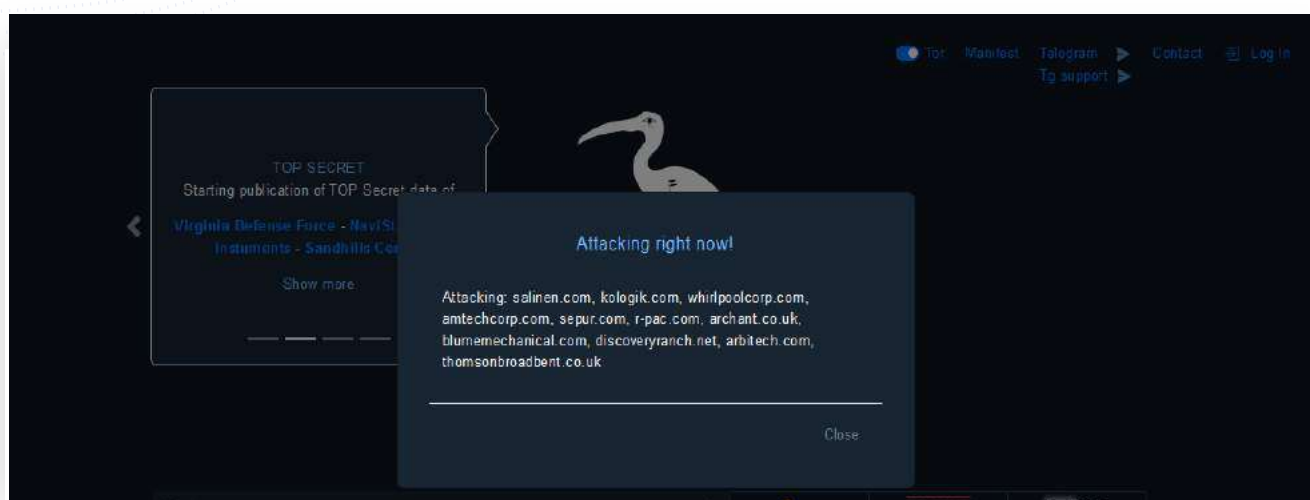 Tor Manifest Telegram Contact Log In
Tg support
TOP SECRET
Starting publication of TOP Secret data of
Virginia Defense Force -
- Sandhills
Show more
Attacking right now!
Attacking: salinen.com, kologik.com, whirlpoolcorp.com,
amtechcorp.com, sepur.com, r-pac.com, archant.co.uk,
blumemechanical.com, discoveryranch.net, arbitech.com,
thomsonbroadbent.co.uk
Close